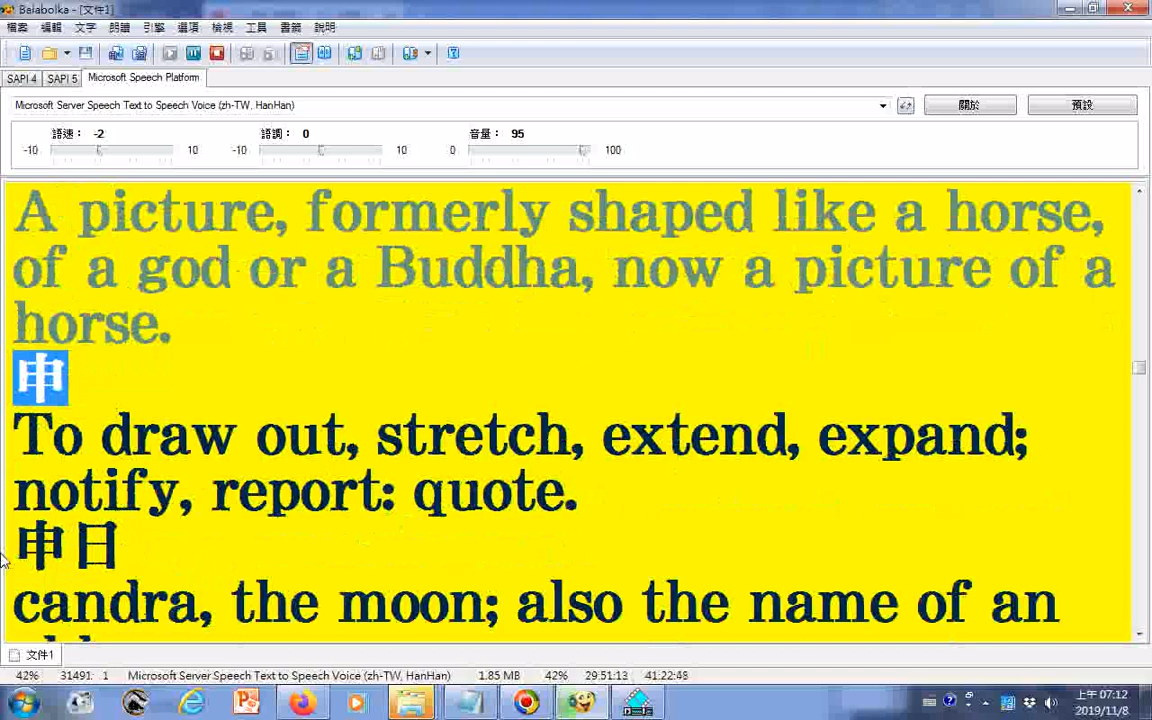 Balabolka - [文件1]
檔案 編輯 文字 朗讀 引擎 選項 檢視 工具 書籤 說明
SAPI 4 SAPI 5 Microsoft Speech Platform
Microsoft Server Speech Text to Speech Voice (zh-TW, HanHan) 關於 預設
語速： -2 語調： 0 音量： 95
-10 10 -10 10 0 100
A picture, formerly shaped like a horse,
of a god or a Buddha, now a picture of a
horse.
申
To draw out, stretch, extend, expand;
notify, report: quote.
申日
candra, the moon; also the name of an
文件1
42% 31491: 1 Microsoft Server Speech Text to Speech Voice (zh-TW, HanHan) 1.85 MB 42% 29:51:13 41:22:48
上午 07:12
2019/11/8